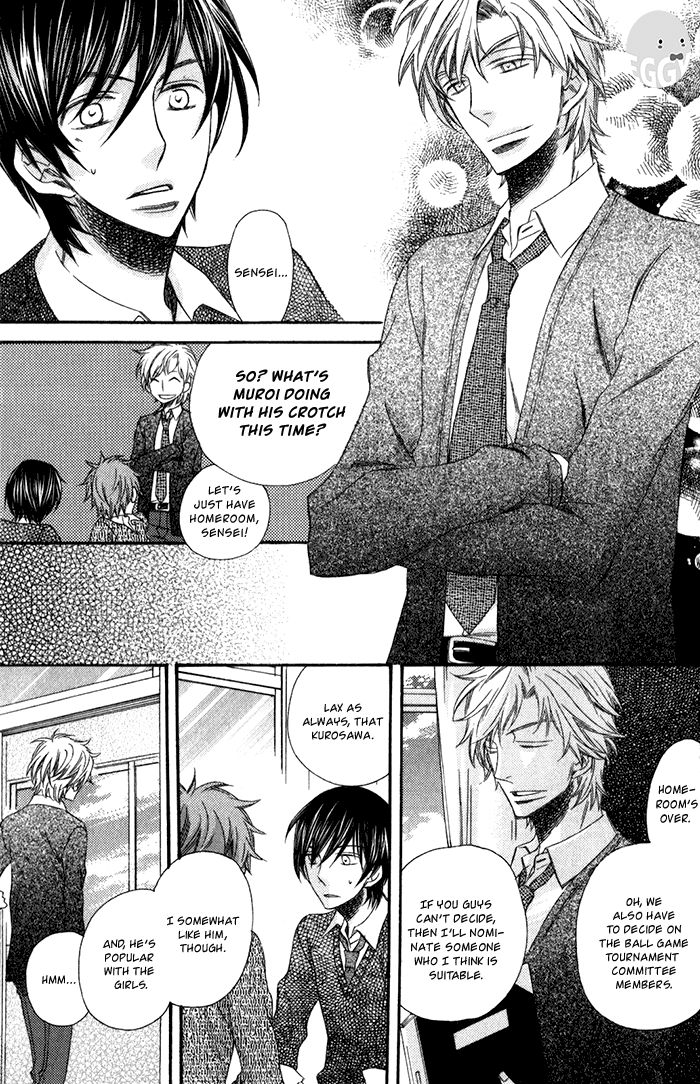 EGGY
SENSEI...
SO? WHAT'S
MUROI DOING
WITH HIS CROTCH
THIS TIME?
LET'S
JUST HAVE
HOMEROOM,
SENSEI!
HOME-
ROOM'S
OVER.
OH, WE
ALSO HAVE
TO DECIDE ON
THE BALL GAME
TOURNAMENT
COMMITTEE
MEMBERS.
IF YOU GUYS
CAN'T DECIDE,
THEN I'LL NOMI-
NATE SOMEONE
WHO I THINK IS
SUITABLE.
LAX AS
ALWAYS, THAT
KUROSAWA.
I SOMEWHAT
LIKE HIM,
THOUGH.
AND, HE'S
POPULAR
WITH THE
GIRLS.
HMM...